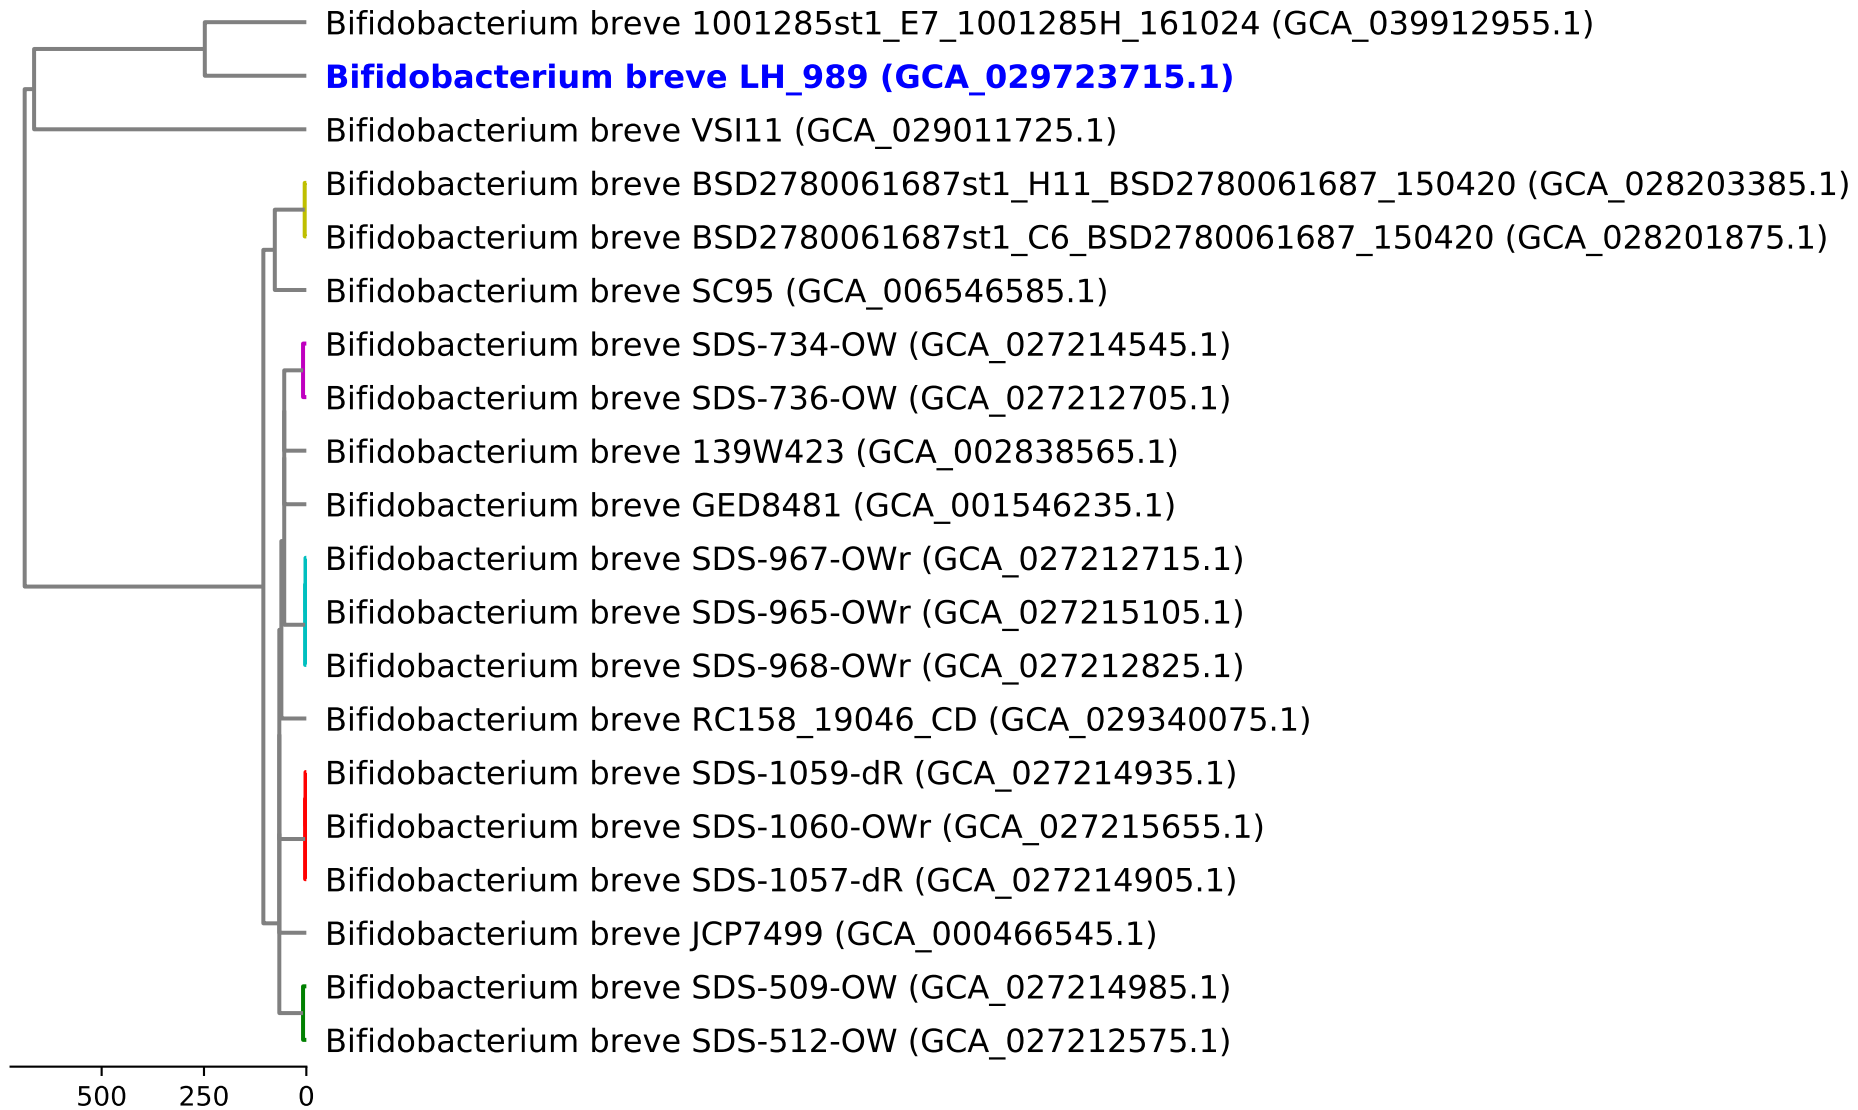 Bifidobacterium breve 1001285st1_E7_1001285H_161024 (GCA_039912955.1)
Bifidobacterium breve LH_989 (GCA_029723715.1)
Bifidobacterium breve VSI11 (GCA_029011725.1)
Bifidobacterium breve BSD2780061687st1_H11_BSD2780061687_150420 (GCA_028203385.1)
Bifidobacterium breve BSD2780061687st1_C6_BSD2780061687_150420 (GCA_028201875.1)
Bifidobacterium breve SC95 (GCA_006546585.1)
Bifidobacterium breve SDS-734-OW (GCA_027214545.1)
Bifidobacterium breve SDS-736-OW (GCA_027212705.1)
Bifidobacterium breve 139W423 (GCA_002838565.1)
Bifidobacterium breve GED8481 (GCA_001546235.1)
Bifidobacterium breve SDS-967-OWr (GCA_027212715.1)
Bifidobacterium breve SDS-965-OWr (GCA_027215105.1)
Bifidobacterium breve SDS-968-OWr (GCA_027212825.1)
Bifidobacterium breve RC158_19046_CD (GCA_029340075.1)
Bifidobacterium breve SDS-1059-dR (GCA_027214935.1)
Bifidobacterium breve SDS-1060-OWr (GCA_027215655.1)
Bifidobacterium breve SDS-1057-dR (GCA_027214905.1)
Bifidobacterium breve JCP7499 (GCA_000466545.1)
Bifidobacterium breve SDS-509-OW (GCA_027214985.1)
Bifidobacterium breve SDS-512-OW (GCA_027212575.1)
500 250 0